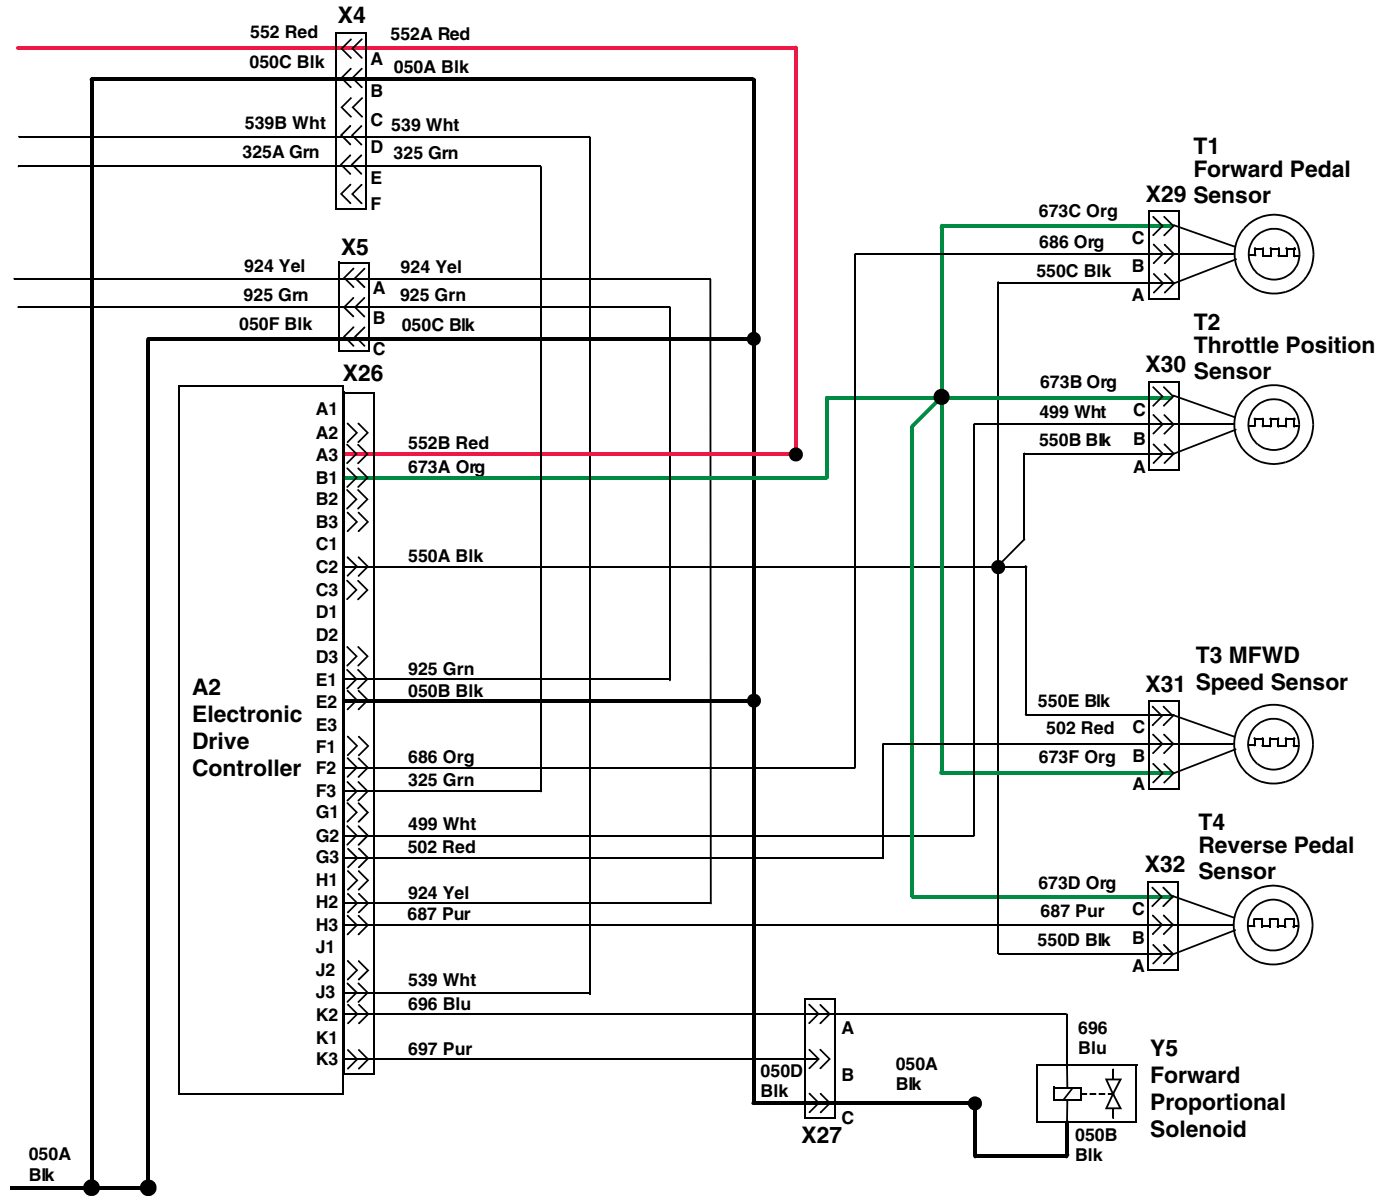 X4
552 Red
552A Red
A
050C Blk
050A Blk
B
C
539B Wht
539 Wht
D
325A Grn
325 Grn
E
F
X5
924 Yel
924 Yel
A
925 Grn
925 Grn
B
050F Blk
050C Blk
C
X26
A1
A2
A3
552B Red
B1
673A Org
B2
B3
C1
C2
550A Blk
C3
D1
D2
D3
E1
925 Grn
E2
050B Blk
E3
F1
F2
686 Org
F3
325 Grn
G1
G2
499 Wht
G3
502 Red
H1
H2
924 Yel
H3
687 Pur
J1
J2
J3
539 Wht
K2
696 Blu
K1
K3
697 Pur
A2
Electronic
Drive
Controller
T1
Forward Pedal
Sensor
X29
673C Org
C
686 Org
B
550C Blk
A
T2
Throttle Position
Sensor
X30
673B Org
C
499 Wht
B
550B Blk
A
T3 MFWD
Speed Sensor
X31
550E Blk
C
502 Red
B
673F Org
A
T4
Reverse Pedal
Sensor
X32
673D Org
C
687 Pur
B
550D Blk
A
A
B
C
X27
050D
Blk
050A
Blk
696
Blu
050B
Blk
Y5
Forward
Proportional
Solenoid
050A
Blk